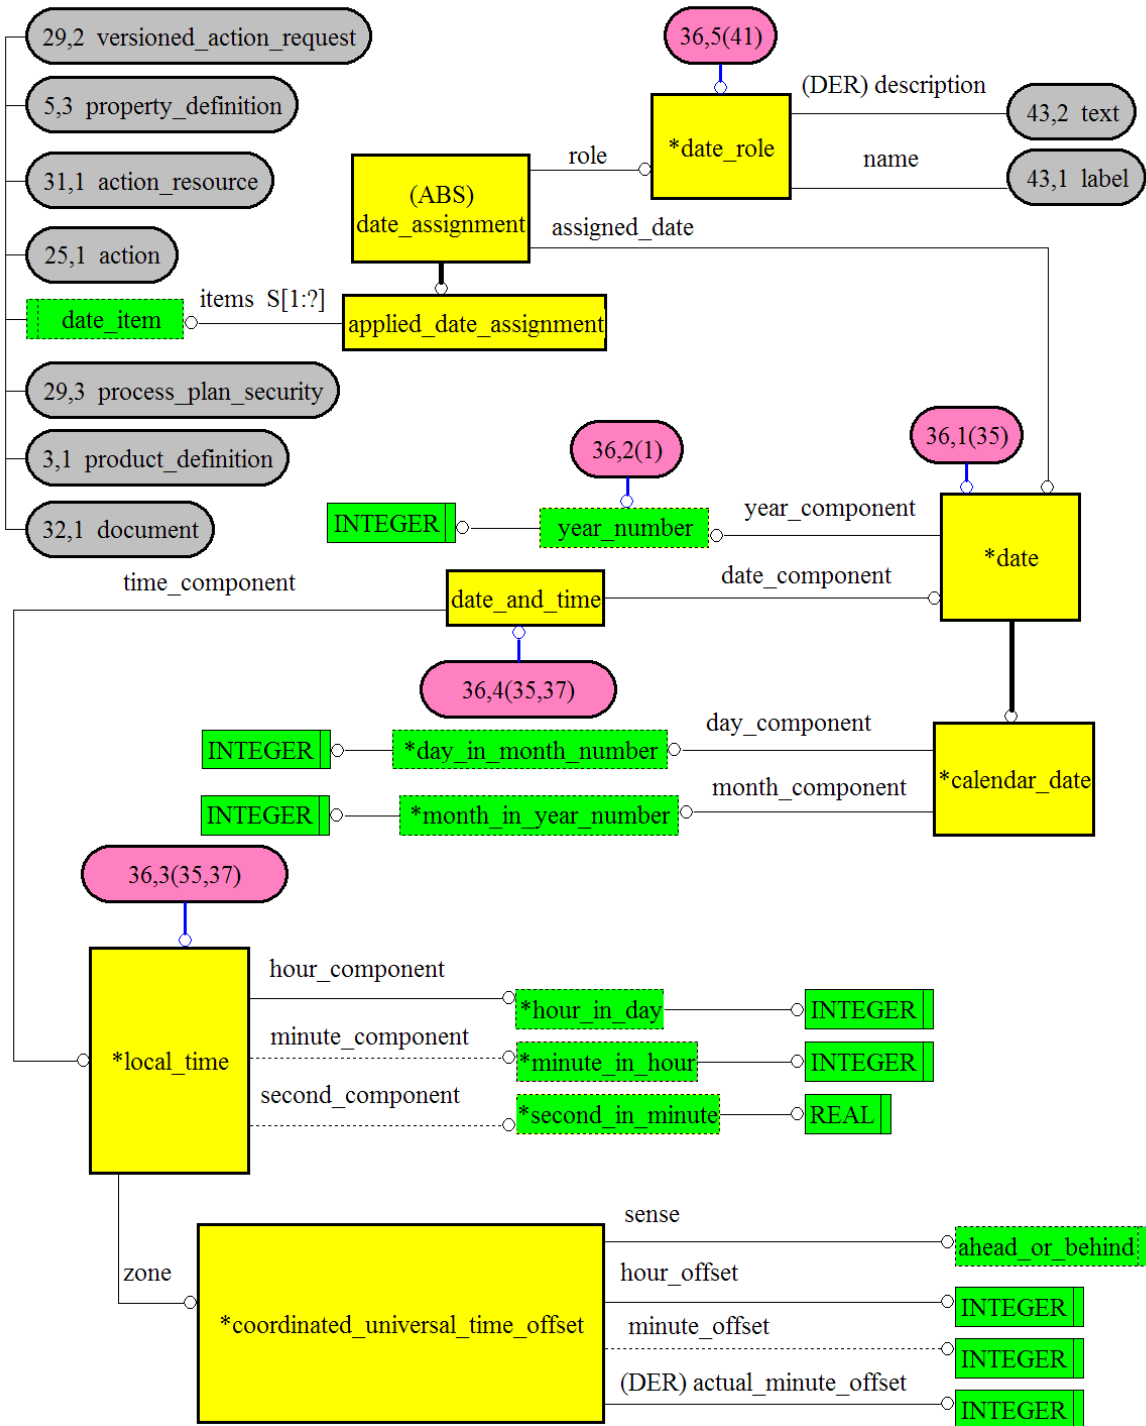 29,2 versioned_action_request
36,5(41)
5,3 property_definition
(DER) description
43,2 text
*date_role
role
name
31,1 action_resource
43,1 label
(ABS)
date_assignment
assigned_date
25,1 action
items S[1:?]
date_item
applied_date_assignment
29,3 process_plan_security
36,2(1)
36,1(35)
3,1 product_definition
INTEGER
year_number
year_component
32,1 document
*date
time_component
date_component
date_and_time
36,4(35,37)
day_component
INTEGER
*day_in_month_number
*calendar_date
month_component
INTEGER
*month_in_year_number
36,3(35,37)
hour_component
*hour_in_day
INTEGER
minute_component
*local_time
*minute_in_hour
INTEGER
second_component
*second_in_minute
REAL
sense
ahead_or_behind
zone
hour_offset
INTEGER
*coordinated_universal_time_offset
minute_offset
INTEGER
(DER) actual_minute_offset
INTEGER